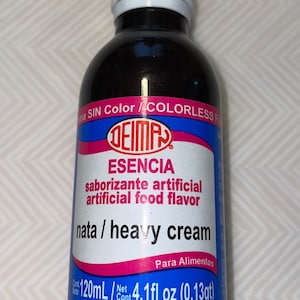 SIN Color / COLORLESS
DEIMAN
ESENCIA
saborizante artificial
artificial food flavor
nata / heavy cream
Para Alimentos
Cont. 120mL / Net Cont. 4.1fl oz (0.13qt)